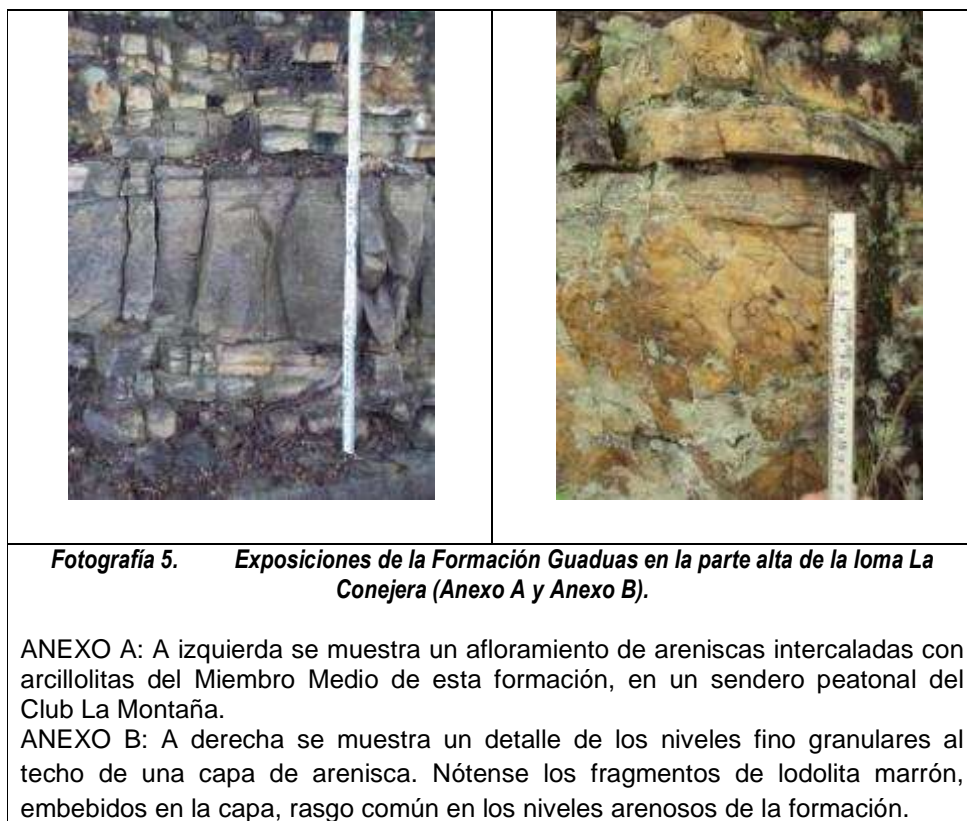 Fotografía 5. Exposiciones de la Formación Guaduas en la parte alta de la loma La
Conejera (Anexo A y Anexo B).
ANEXO A: A izquierda se muestra un afloramiento de areniscas intercaladas con
arcillolitas del Miembro Medio de esta formación, en un sendero peatonal del
Club La Montaña.
ANEXO B: A derecha se muestra un detalle de los niveles fino granulares al
techo de una capa de arenisca. Nótense los fragmentos de lodolita marrón,
embebidos en la capa, rasgo común en los niveles arenosos de la formación.